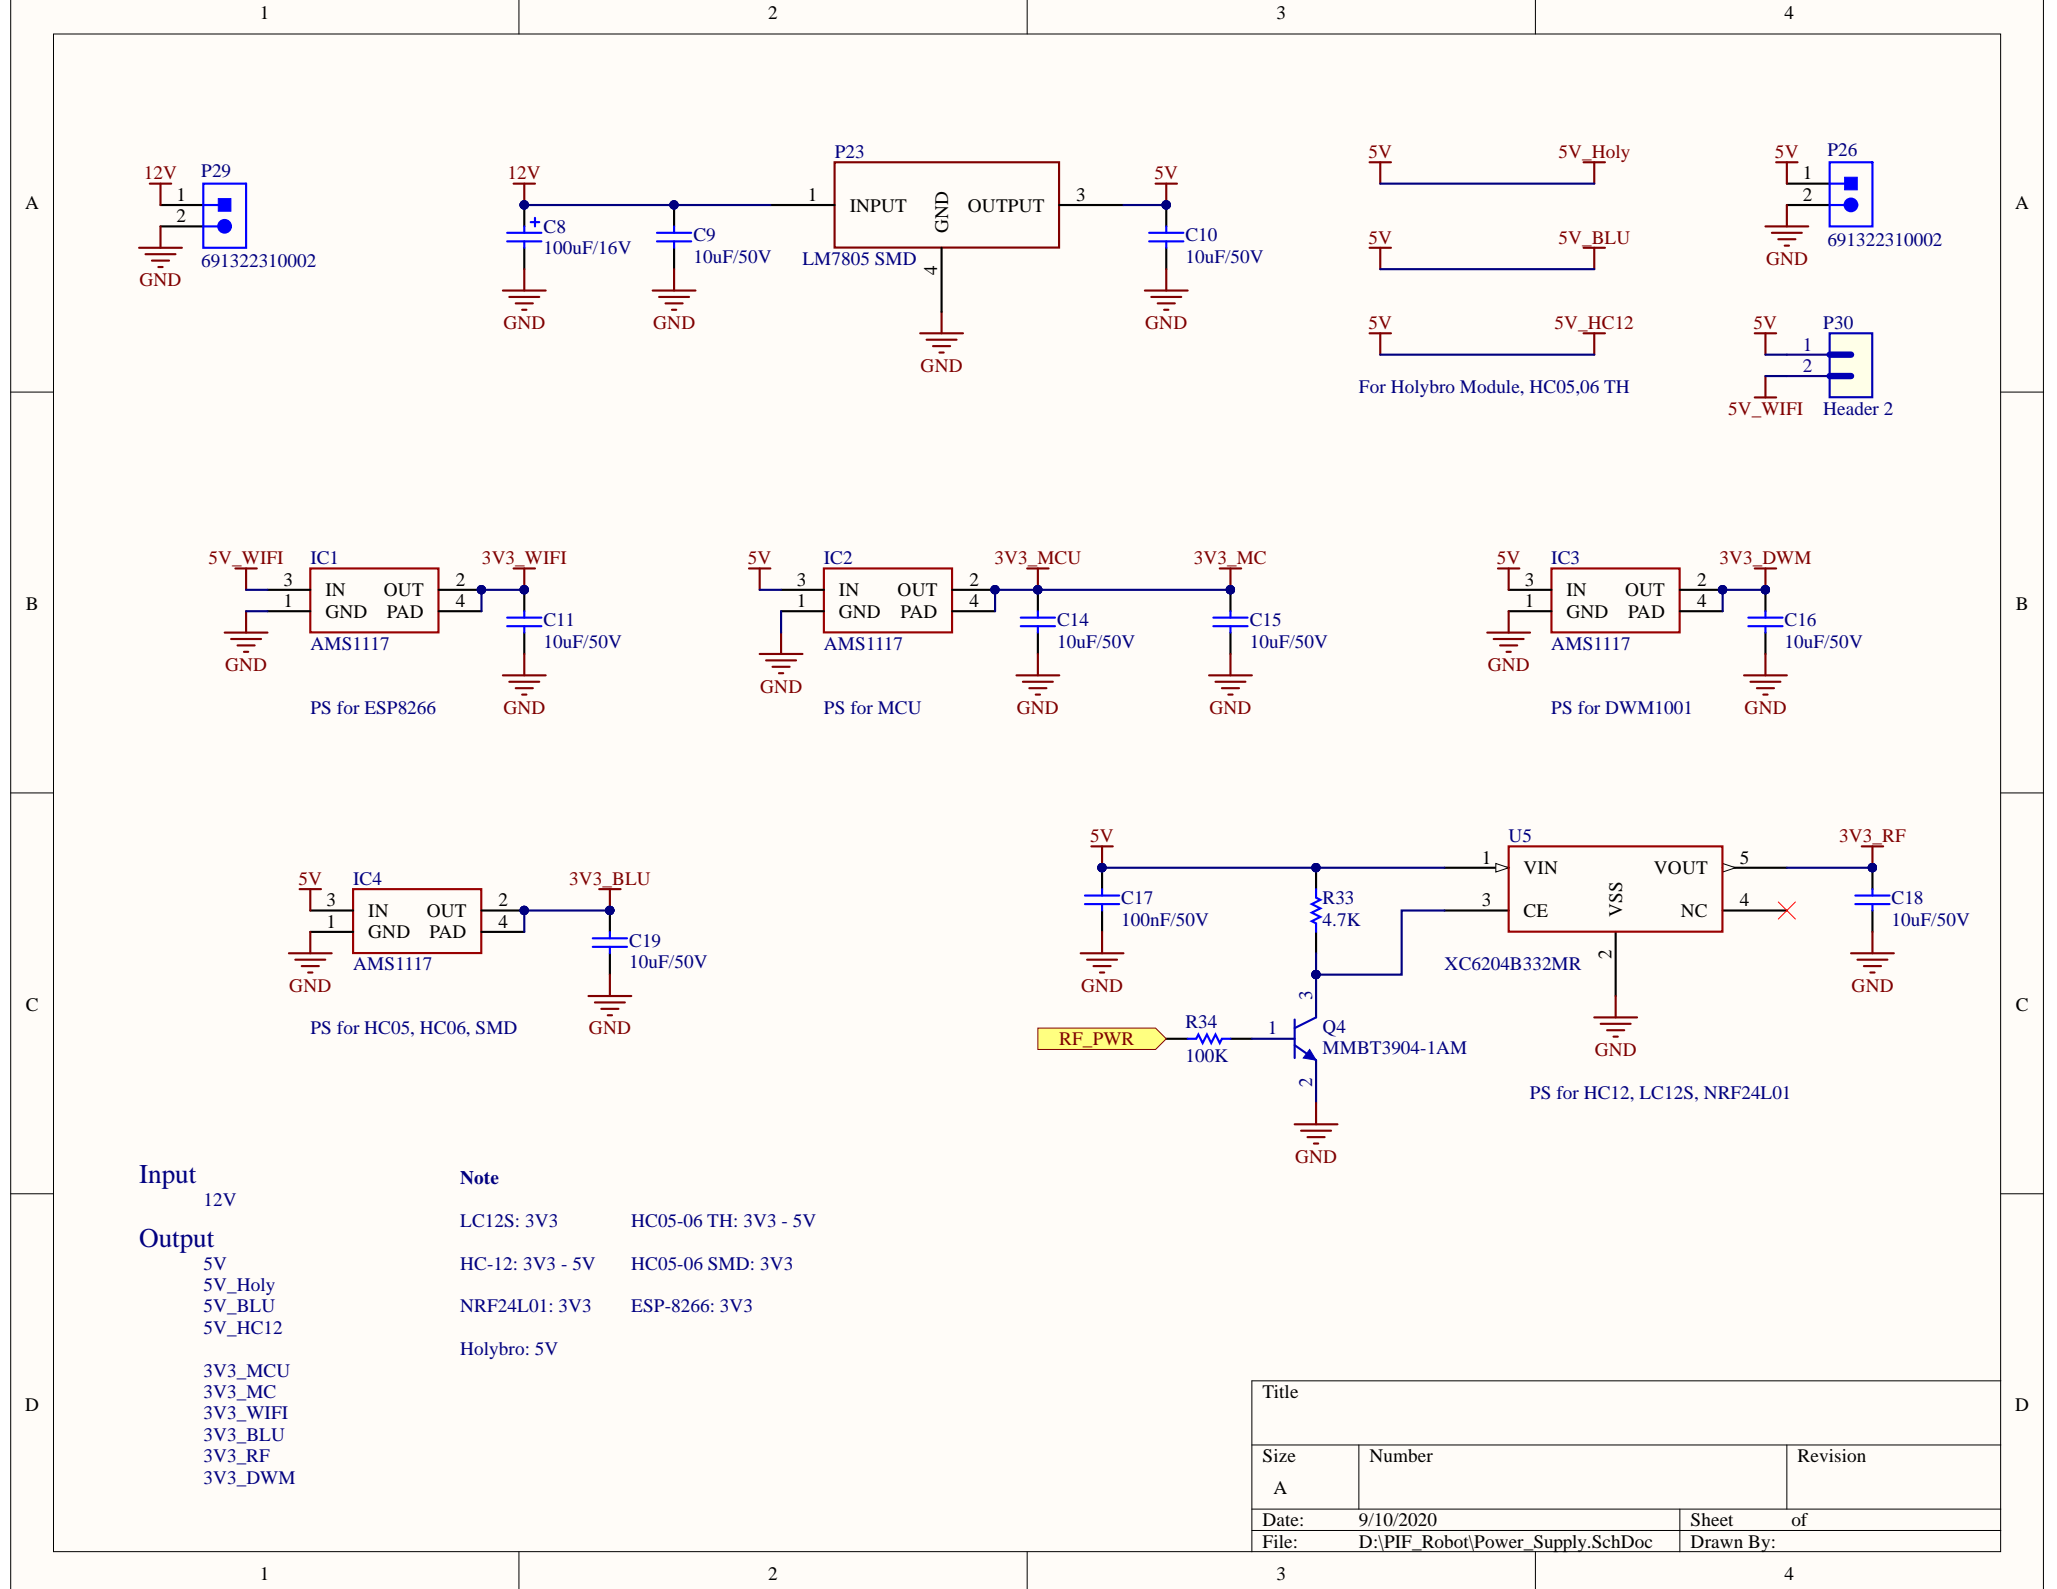 1 2 3 4
A A
B B
C C
D D
1 2 3 4
12V
P29
1
2
GND
691322310002
12V
C8
100uF/16V
GND
C9
10uF/50V
GND
P23
1
INPUT
GND
OUTPUT
3
LM7805 SMD
4
GND
5V
C10
10uF/50V
GND
5V 5V_Holy
5V 5V_BLU
5V 5V_HC12
For Holybro Module, HC05,06 TH
5V
P26
1
2
GND
691322310002
5V
P30
1
2
5V_WIFI
Header 2
5V_WIFI
IC1
3 IN OUT 2
1 GND PAD 4
AMS1117
GND
3V3_WIFI
C11
10uF/50V
GND
PS for ESP8266
5V
IC2
3 IN OUT 2
1 GND PAD 4
AMS1117
GND
3V3_MCU
C14
10uF/50V
GND
3V3_MC
C15
10uF/50V
GND
PS for MCU
5V
IC3
3 IN OUT 2
1 GND PAD 4
AMS1117
GND
3V3_DWM
C16
10uF/50V
GND
PS for DWM1001
5V
IC4
3 IN OUT 2
1 GND PAD 4
AMS1117
GND
3V3_BLU
C19
10uF/50V
GND
PS for HC05, HC06, SMD
5V
C17
100nF/50V
GND
R33
4.7K
U5
1 VIN VOUT 5
3 CE VSS NC 4
2
XC6204B332MR
GND
3V3_RF
C18
10uF/50V
GND
RF_PWR
R34
100K
1
3
2
Q4
MMBT3904-1AM
GND
PS for HC12, LC12S, NRF24L01
Input
12V
Output
5V
5V_Holy
5V_BLU
5V_HC12
3V3_MCU
3V3_MC
3V3_WIFI
3V3_BLU
3V3_RF
3V3_DWM
Note
LC12S: 3V3 HC05-06 TH: 3V3 - 5V
HC-12: 3V3 - 5V HC05-06 SMD: 3V3
NRF24L01: 3V3 ESP-8266: 3V3
Holybro: 5V
Title
Size Number Revision
A
Date: 9/10/2020 Sheet of
File: D:\PIF_Robot\Power_Supply.SchDoc Drawn By: